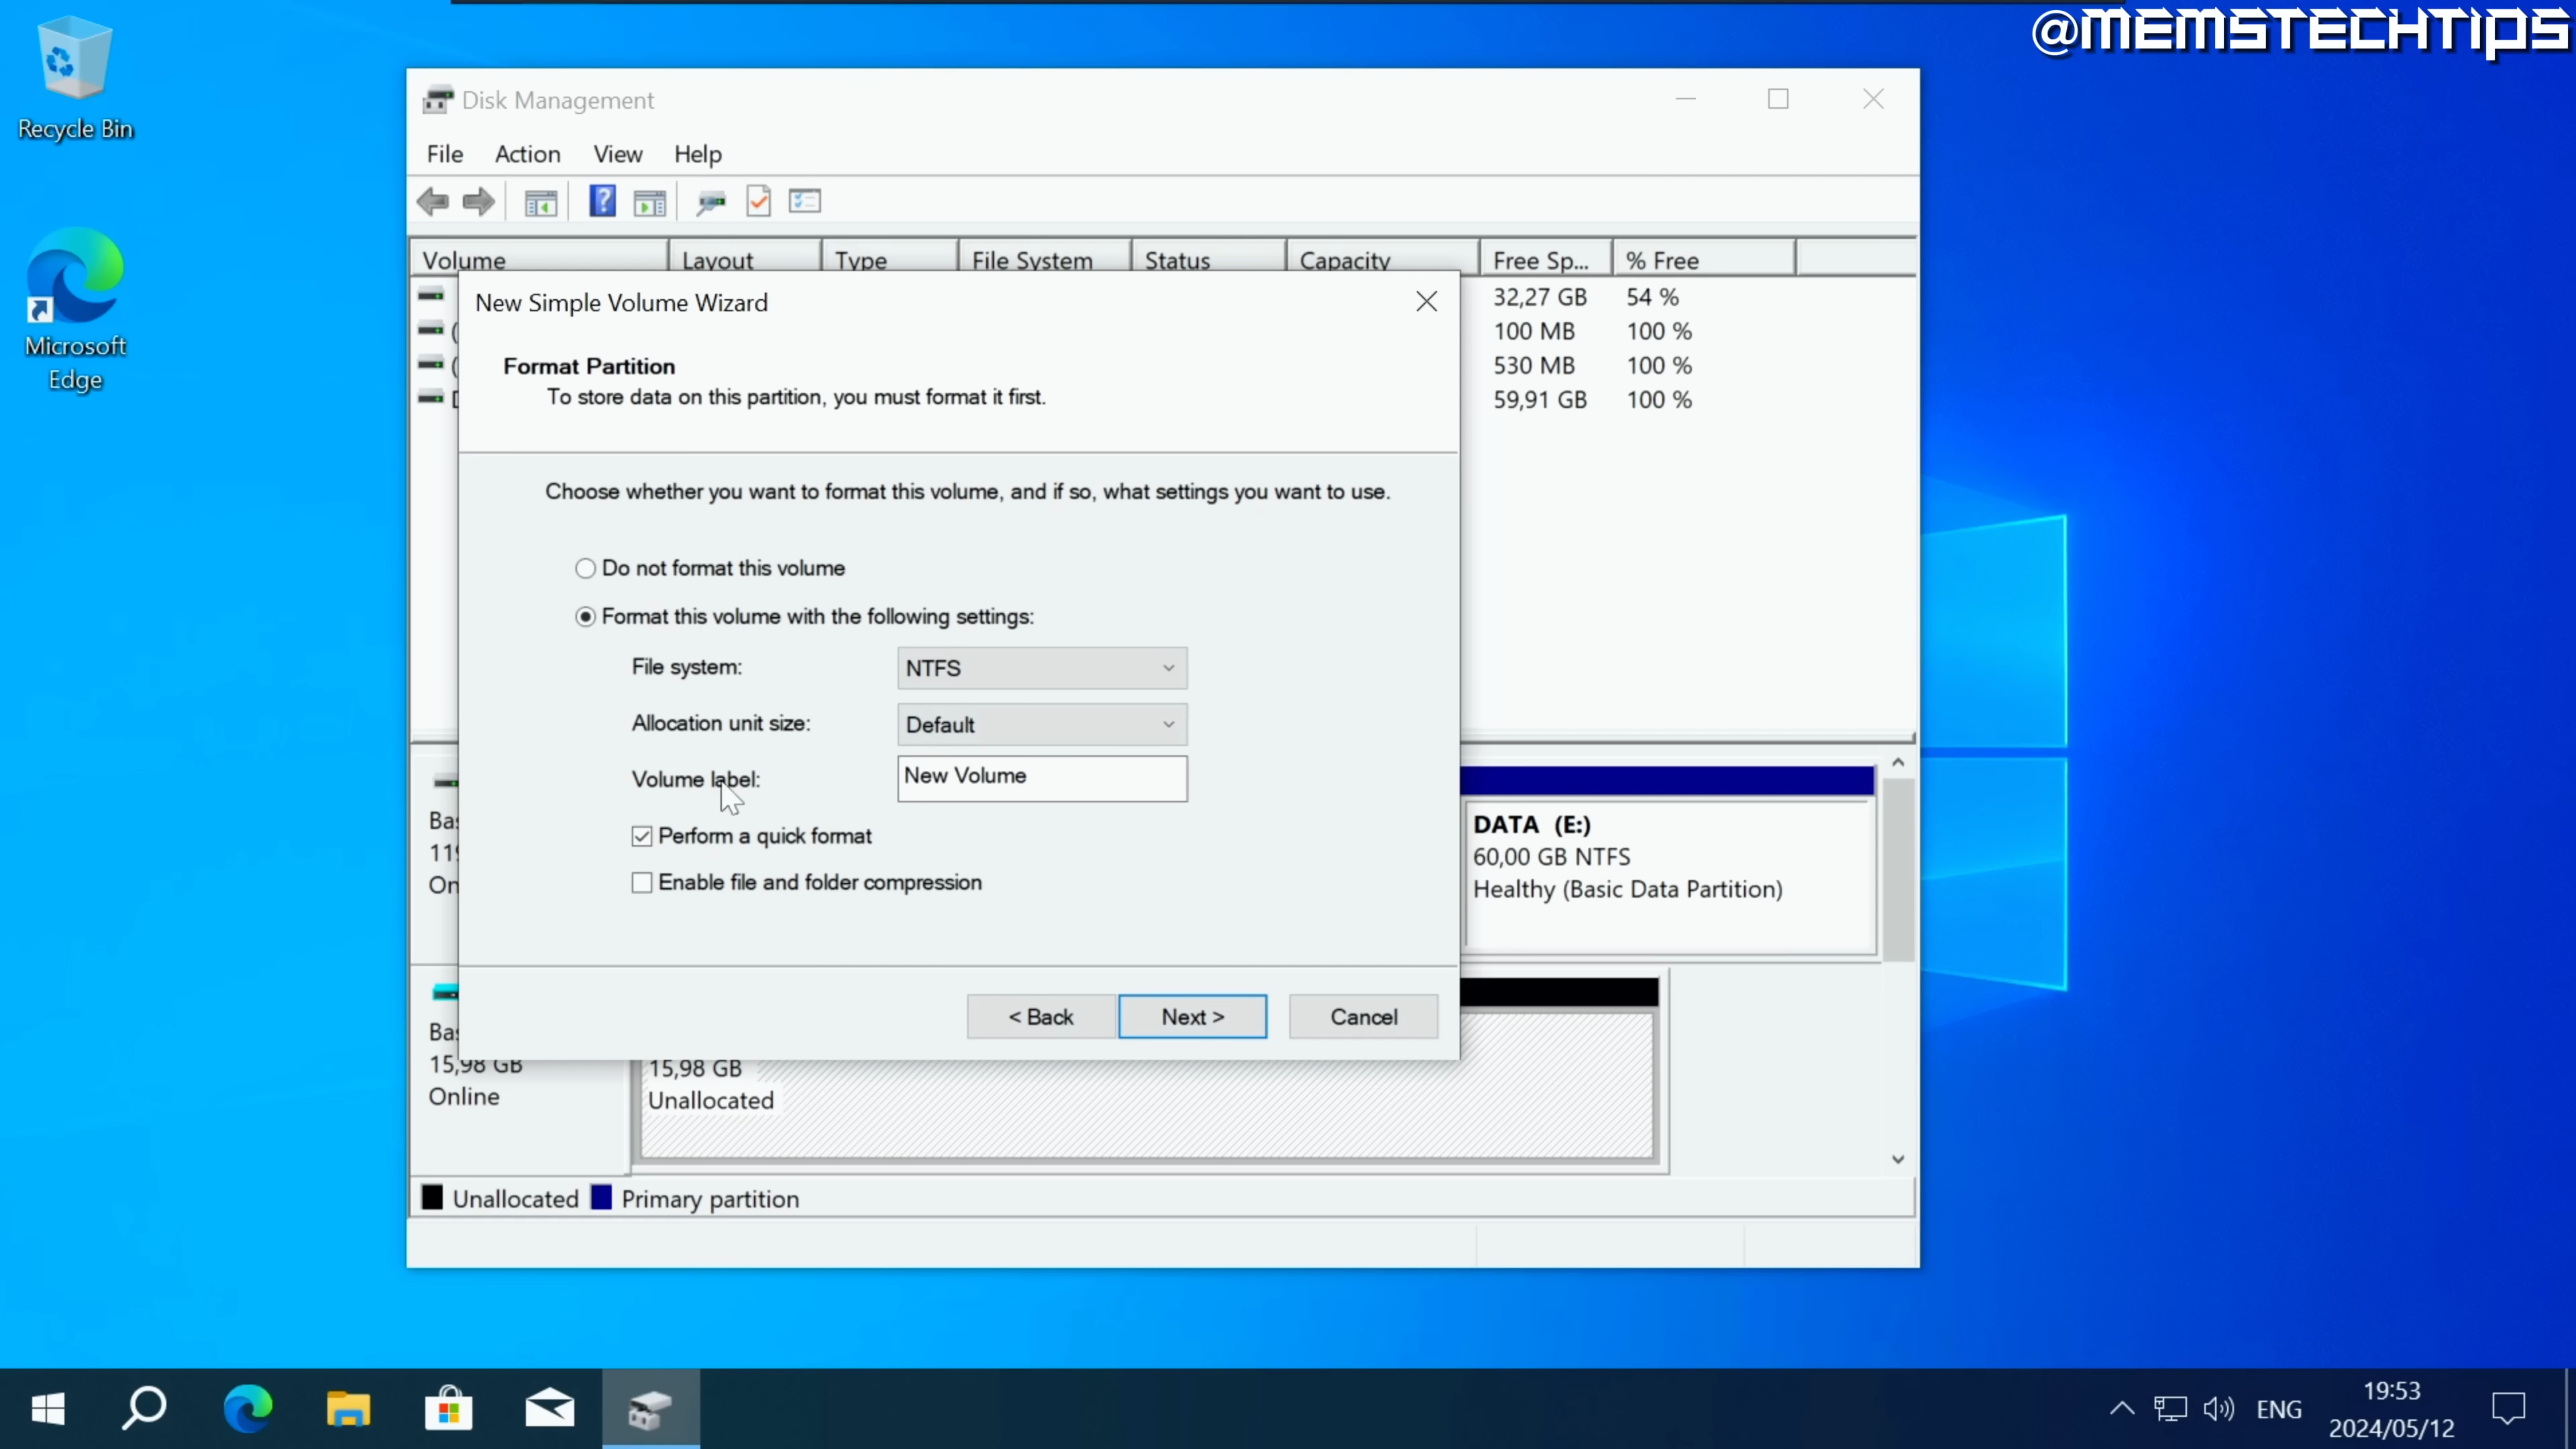 @MEMSTECHTIPS
Recycle Bin
Microsoft
Edge
Disk Management
File Action View Help
Volume Layout Type File System Status Capacity Free Sp... % Free
32,27 GB 54 %
100 MB 100 %
530 MB 100 %
59,91 GB 100 %
New Simple Volume Wizard
Format Partition
To store data on this partition, you must format it first.
Choose whether you want to format this volume, and if so, what settings you want to use.
Do not format this volume
Format this volume with the following settings:
File system: NTFS
Allocation unit size: Default
Volume label: New Volume
Perform a quick format
Enable file and folder compression
< Back Next > Cancel
DATA (E:)
60,00 GB NTFS
Healthy (Basic Data Partition)
15,98 GB
Online
15,98 GB
Unallocated
Unallocated Primary partition
ENG
19:53
2024/05/12